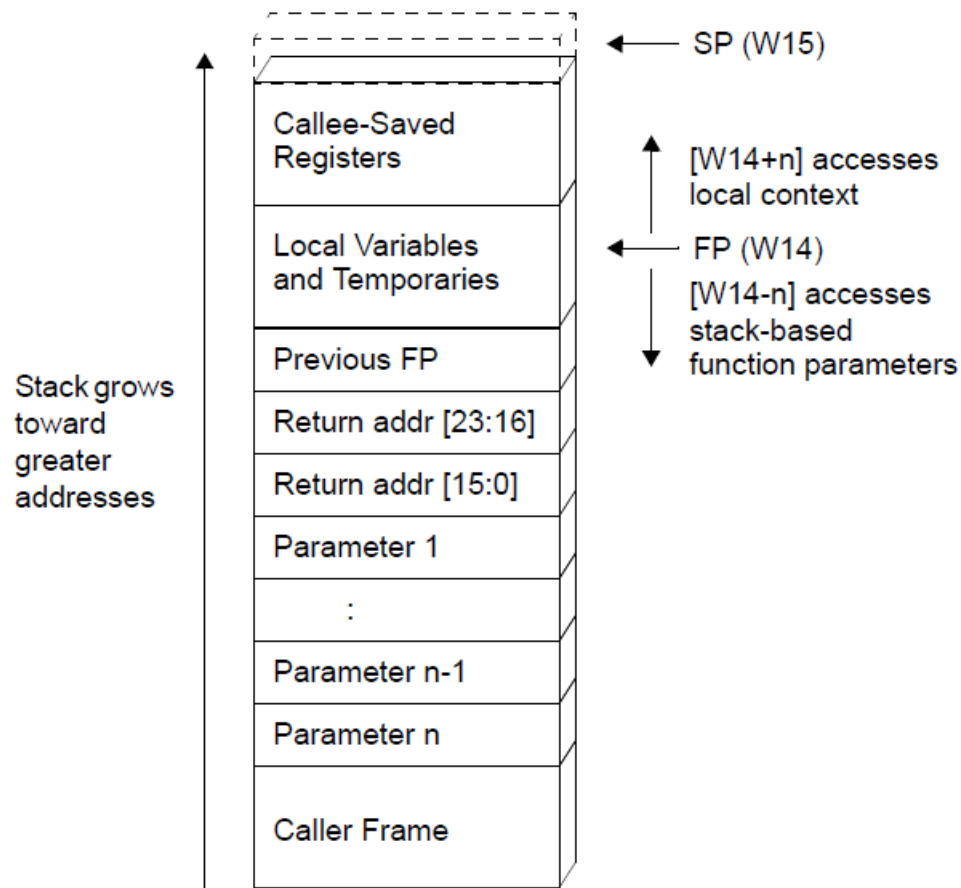 SP (W15)
Callee-Saved
Registers
[W14+n] accesses
local context
Local Variables
and Temporaries
FP (W14)
[W14-n] accesses
stack-based
function parameters
Previous FP
Stack grows
toward
greater
addresses
Return addr [23:16]
Return addr [15:0]
Parameter 1
:
Parameter n-1
Parameter n
Caller Frame